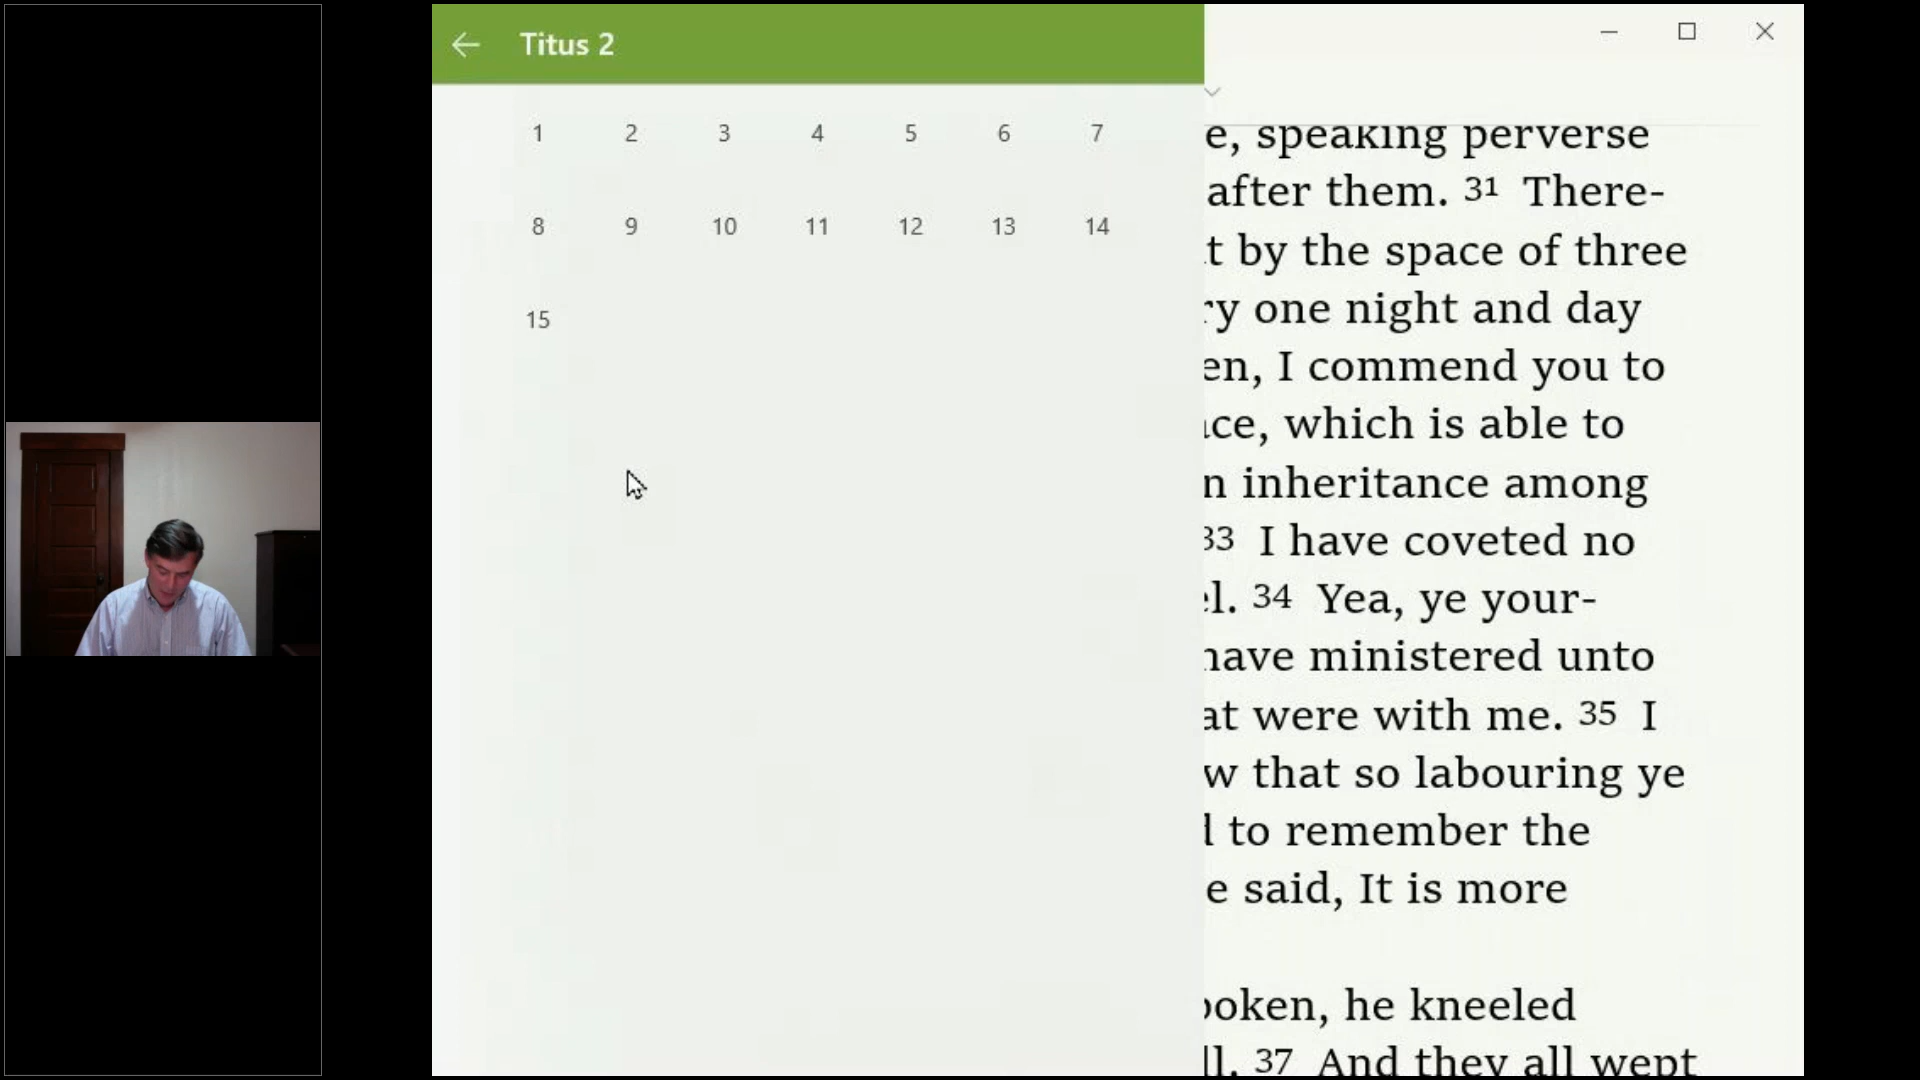 Titus 2
1 2 3 4 5 6 7
8 9 10 11 12 13 14
15
e, speaking perverse
after them. 31 There-
t by the space of three
ry one night and day
en, I commend you to
ce, which is able to
n inheritance among
33 I have coveted no
el. 34 Yea, ye your-
have ministered unto
at were with me. 35 I
w that so labouring ye
d to remember the
e said, It is more
poken, he kneeled
ll. 37 And they all wept